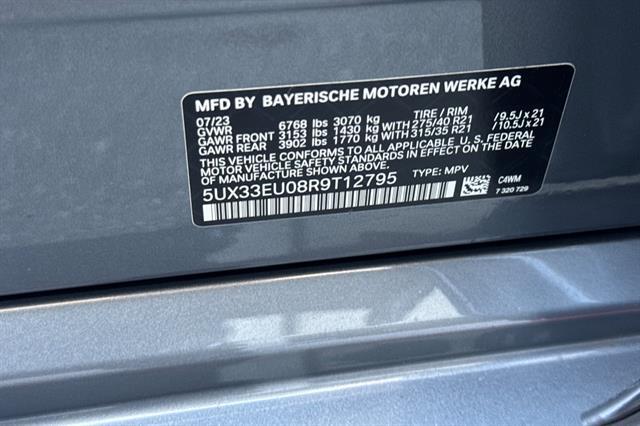 MFD BY BAYERISCHE MOTOREN WERKE AG
07/23 TIRE / RIM
GVWR 6768 lbs 3070 kg
GAWR FRONT 3153 lbs 1430 kg WITH 275/40 R21 / 9.5J x 21
GAWR REAR 3902 lbs 1770 kg WITH 315/35 R21 / 10.5J x 21
THIS VEHICLE CONFORMS TO ALL APPLICABLE U. S. FEDERAL
MOTOR VEHICLE SAFETY STANDARDS IN EFFECT ON THE DATE
OF MANUFACTURE SHOWN ABOVE.
5UX33EU08R9T12795 TYPE: MPV
C4WM
7 320 729